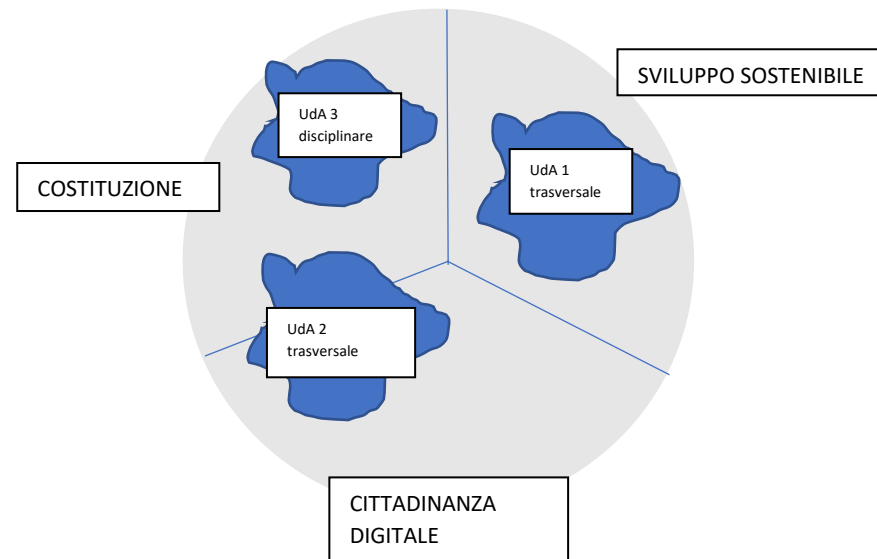 SVILUPPO SOSTENIBILE
UdA 3
disciplinare
UdA 1
trasversale
COSTITUZIONE
UdA 2
trasversale
CITTADINANZA
DIGITALE